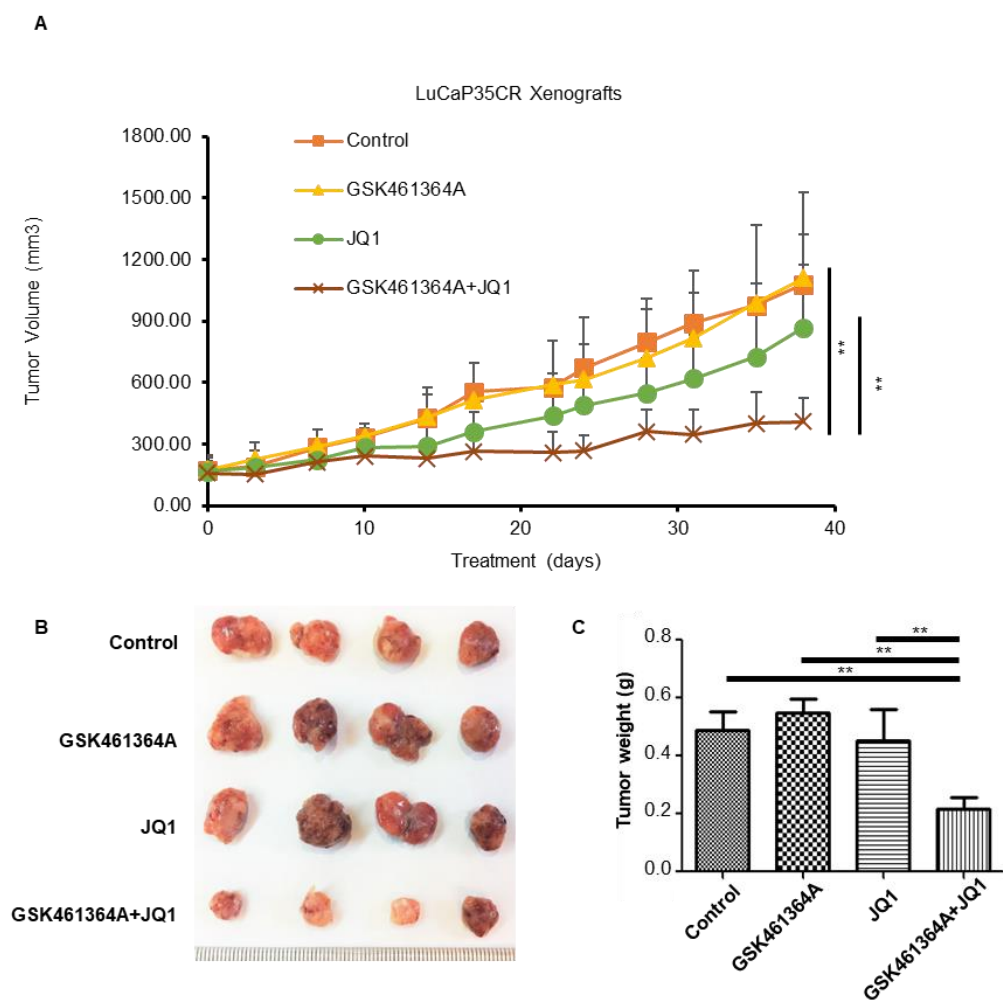 A
LuCaP35CR Xenografts
Tumor Volume (mm3)
1800.00
1500.00
1200.00
900.00
600.00
300.00
0.00
Control
GSK461364A
JQ1
GSK461364A+JQ1
**
**
0
10
20
30
40
Treatment (days)
B
Control
GSK461364A
JQ1
GSK461364A+JQ1
C
Tumor weight (g)
0.8
0.6
0.4
0.2
0.0
**
**
**
Control
GSK461364A
JQ1
GSK461364A+JQ1